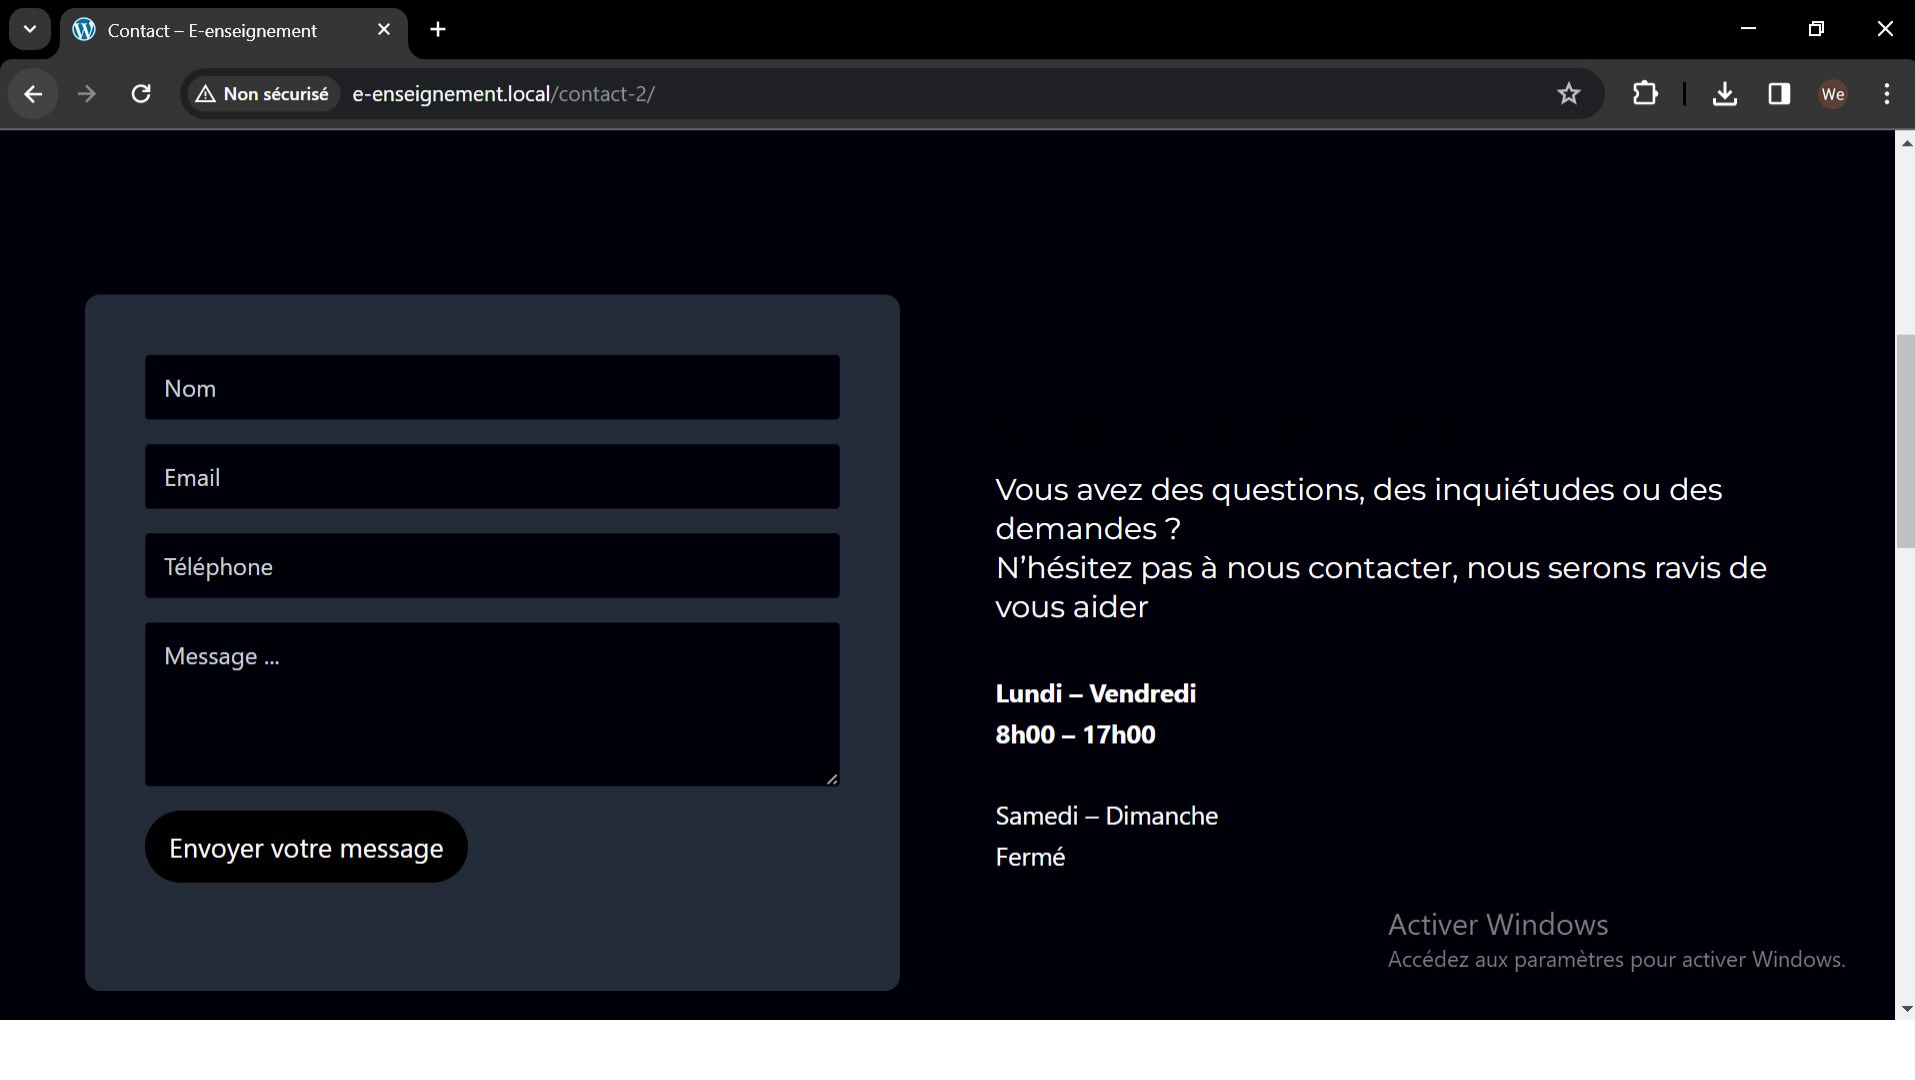 Contact – E-enseignement
Non sécurisé
e-enseignement.local/contact-2/
We
Nom
Email
Téléphone
Message ...
Envoyer votre message
Vous avez des questions, des inquiétudes ou des
demandes ?
N’hésitez pas à nous contacter, nous serons ravis de
vous aider
Lundi – Vendredi
8h00 – 17h00
Samedi – Dimanche
Fermé
Activer Windows
Accédez aux paramètres pour activer Windows.